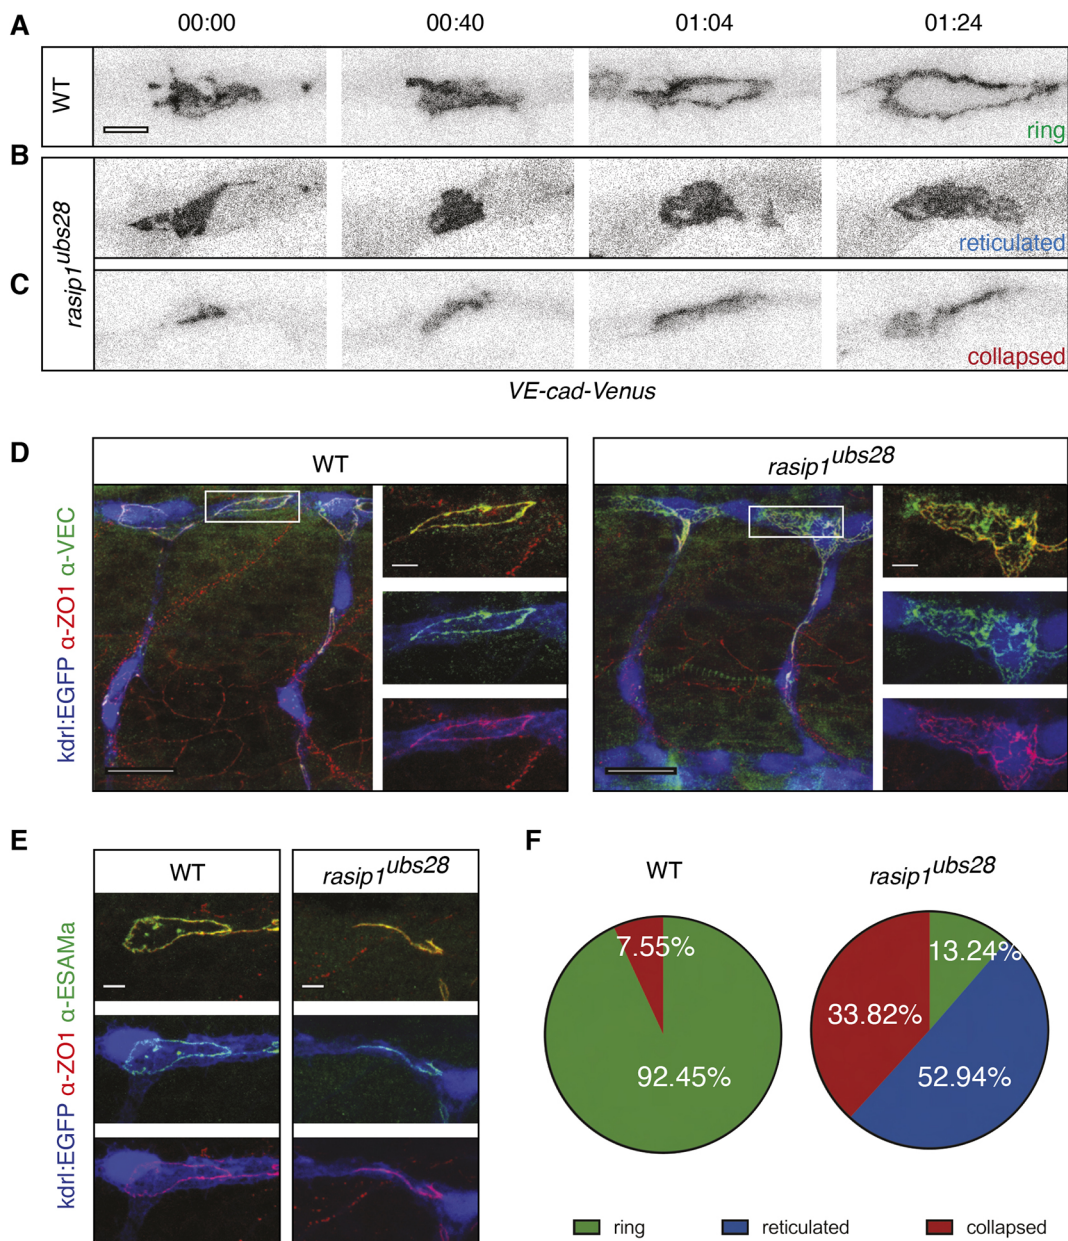 A
00:00 00:40 01:04 01:24
WT
ring
B
rasip1ubs28
reticulated
C
collapsed
VE-cad-Venus
D
kdrl:EGFP α-ZO1 α-VEC
WT
rasip1ubs28
E
kdrl:EGFP α-ZO1 α-ESAMa
WT
rasip1ubs28
F
WT
rasip1ubs28
7.55%
92.45%
13.24%
33.82%
52.94%
ring reticulated collapsed